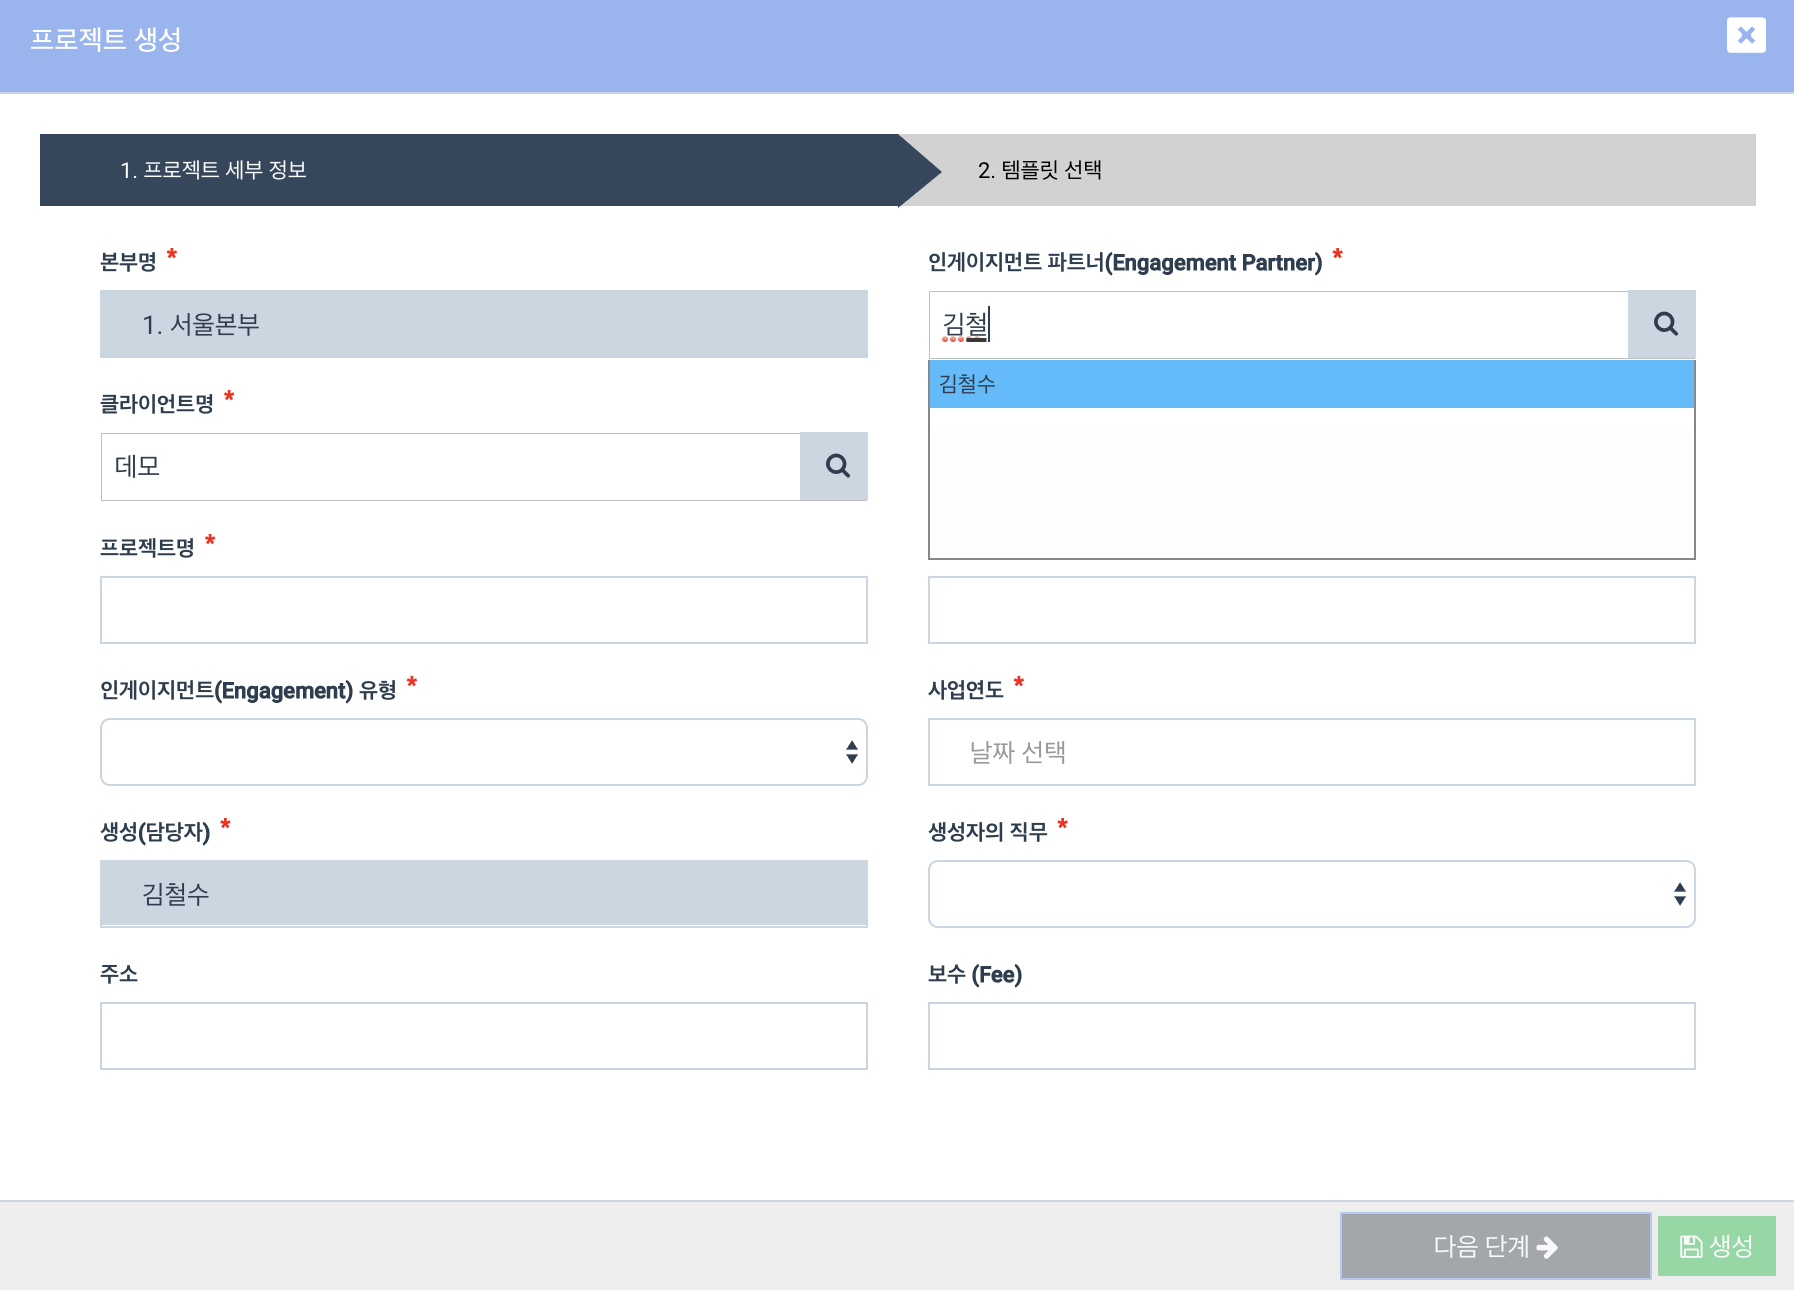 프로젝트 생성
1. 프로젝트 세부 정보
2. 템플릿 선택
본부명 *
인게이지먼트 파트너(Engagement Partner) *
1. 서울본부
김철
김철수
클라이언트명 *
데모
프로젝트명 *
인게이지먼트(Engagement) 유형 *
사업연도 *
날짜 선택
생성(담당자) *
생성자의 직무 *
김철수
주소
보수 (Fee)
다음 단계
생성